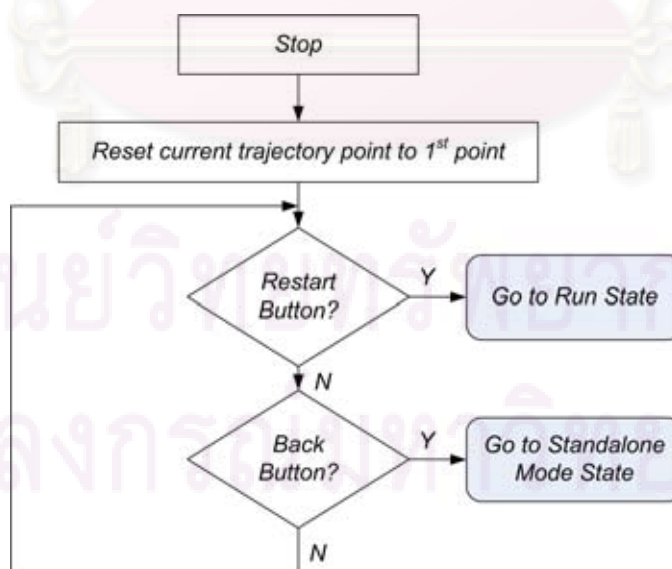 Stop
Reset current trajectory point to 1st point
Restart
Button?
Y
Go to Run State
N
Back
Button?
Y
Go to Standalone
Mode State
N